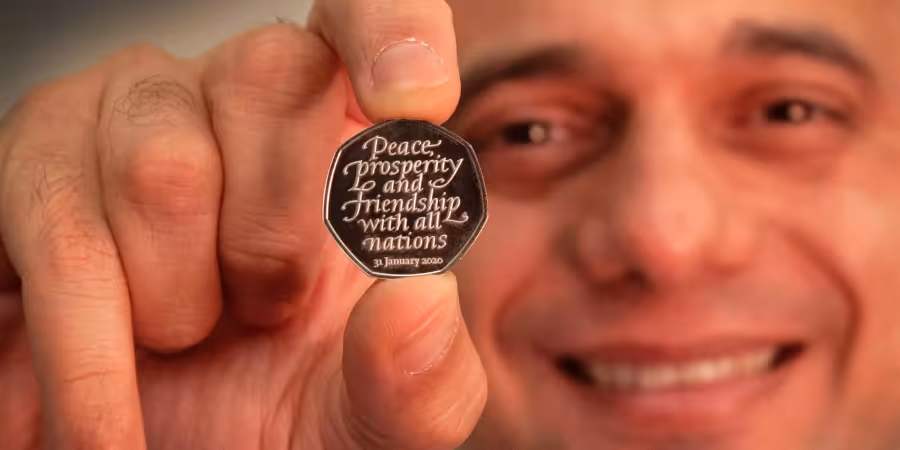 Peace,
prosperity
and
friendship
with all
nations
31 January 2020